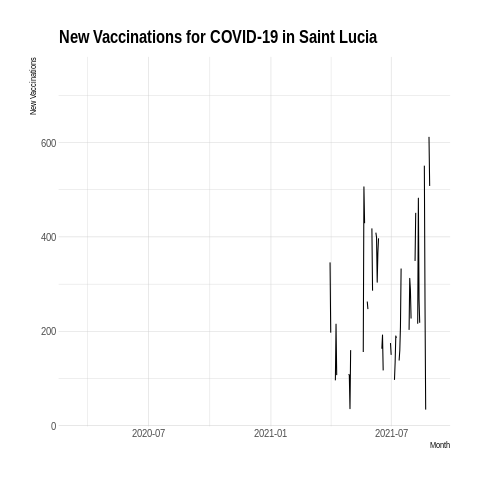 New Vaccinations for COVID-19 in Saint Lucia
New Vaccinations
600
400
200
0
2020-07 2021-01 2021-07
Month